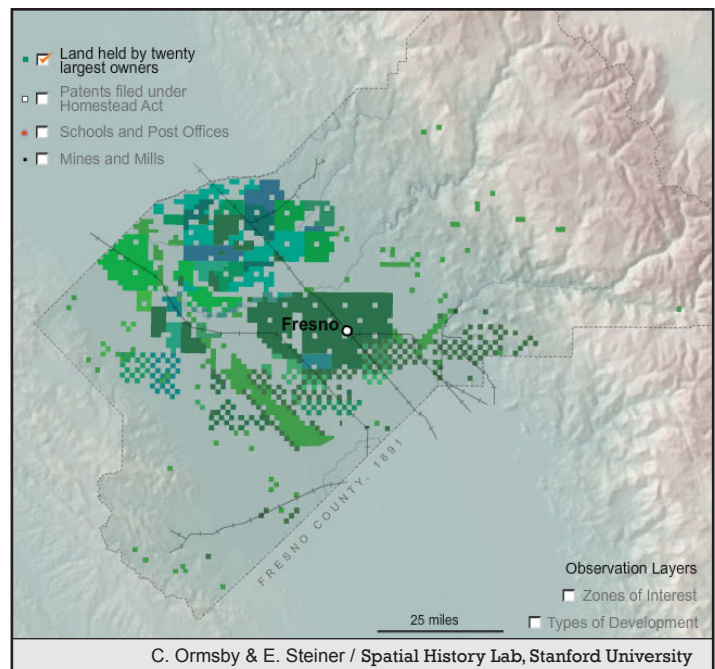 Land held by twenty
largest owners
Patents filed under
Homestead Act
Schools and Post Offices
Mines and Mills
Fresno
FRESNO COUNTY, 1891
Observation Layers
Zones of Interest
Types of Development
25 miles
C. Ormsby & E. Steiner / Spatial History Lab, Stanford University